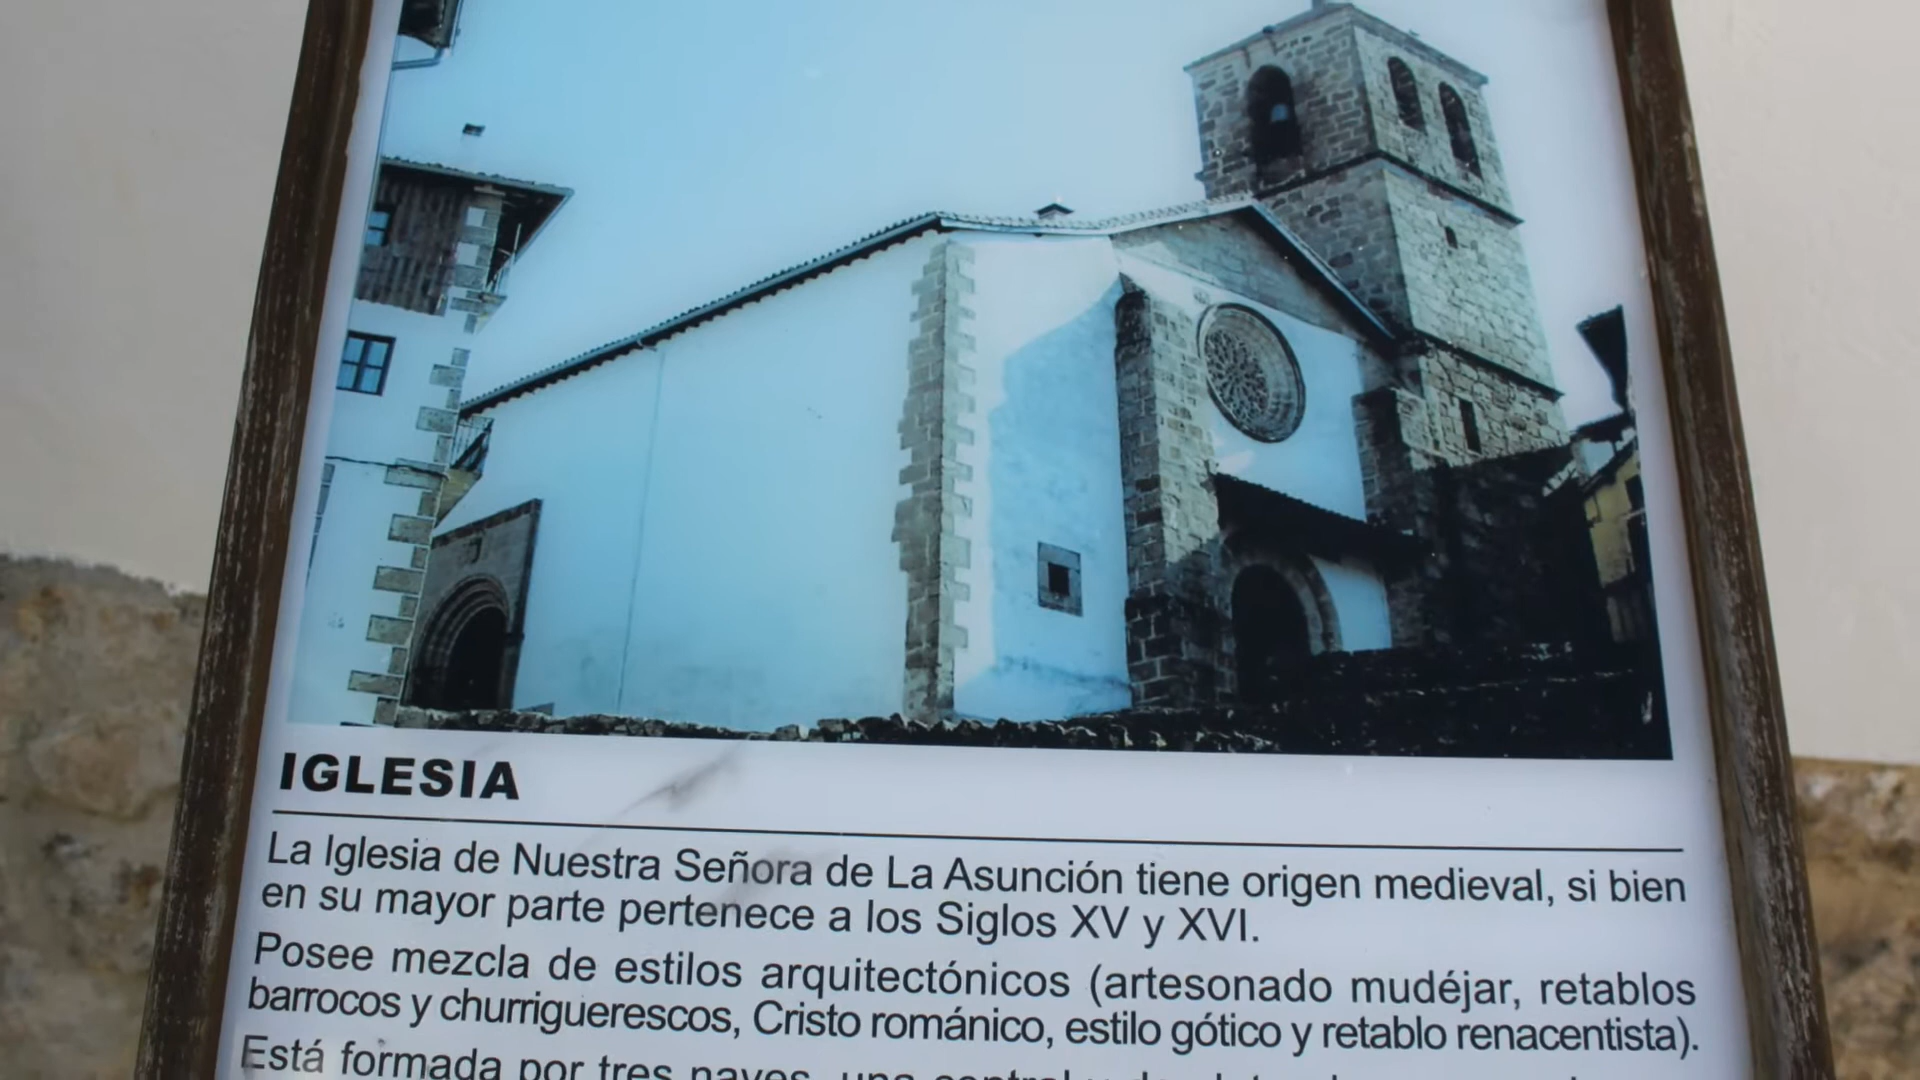 IGLESIA
La Iglesia de Nuestra Señora de La Asunción tiene origen medieval, si bien
en su mayor parte pertenece a los Siglos XV y XVI.
Posee mezcla de estilos arquitectónicos (artesonado mudéjar, retablos
barrocos y churriguerescos, Cristo románico, estilo gótico y retablo renacentista).
Está formada por tres naves, una central y